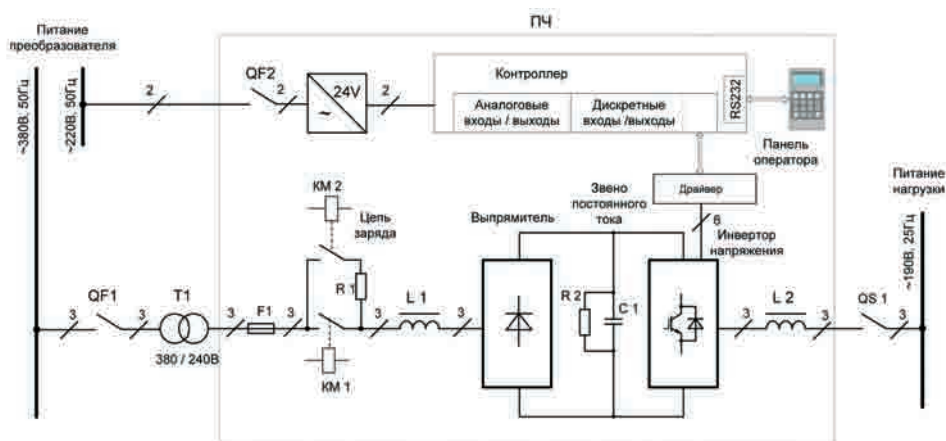 ПЧ
Питание
преобразователя
~380В, 50Гц
~220В, 50Гц
2
QF2
2
24V
~
2
Контроллер
Аналоговые
входы / выходы
Дискретные
входы /выходы
RS232
Панель
оператора
Драйвер
6
КМ 2
Цепь
заряда
Выпрямитель
Звено
постоянного
тока
Инвертор
напряжения
Питание
нагрузки
~190В, 25Гц
3
QF1
3
T1
380 / 240В
3
F1
3
R 1
КМ 1
3
L 1
3
R 2
C 1
3
L 2
3
QS 1
3